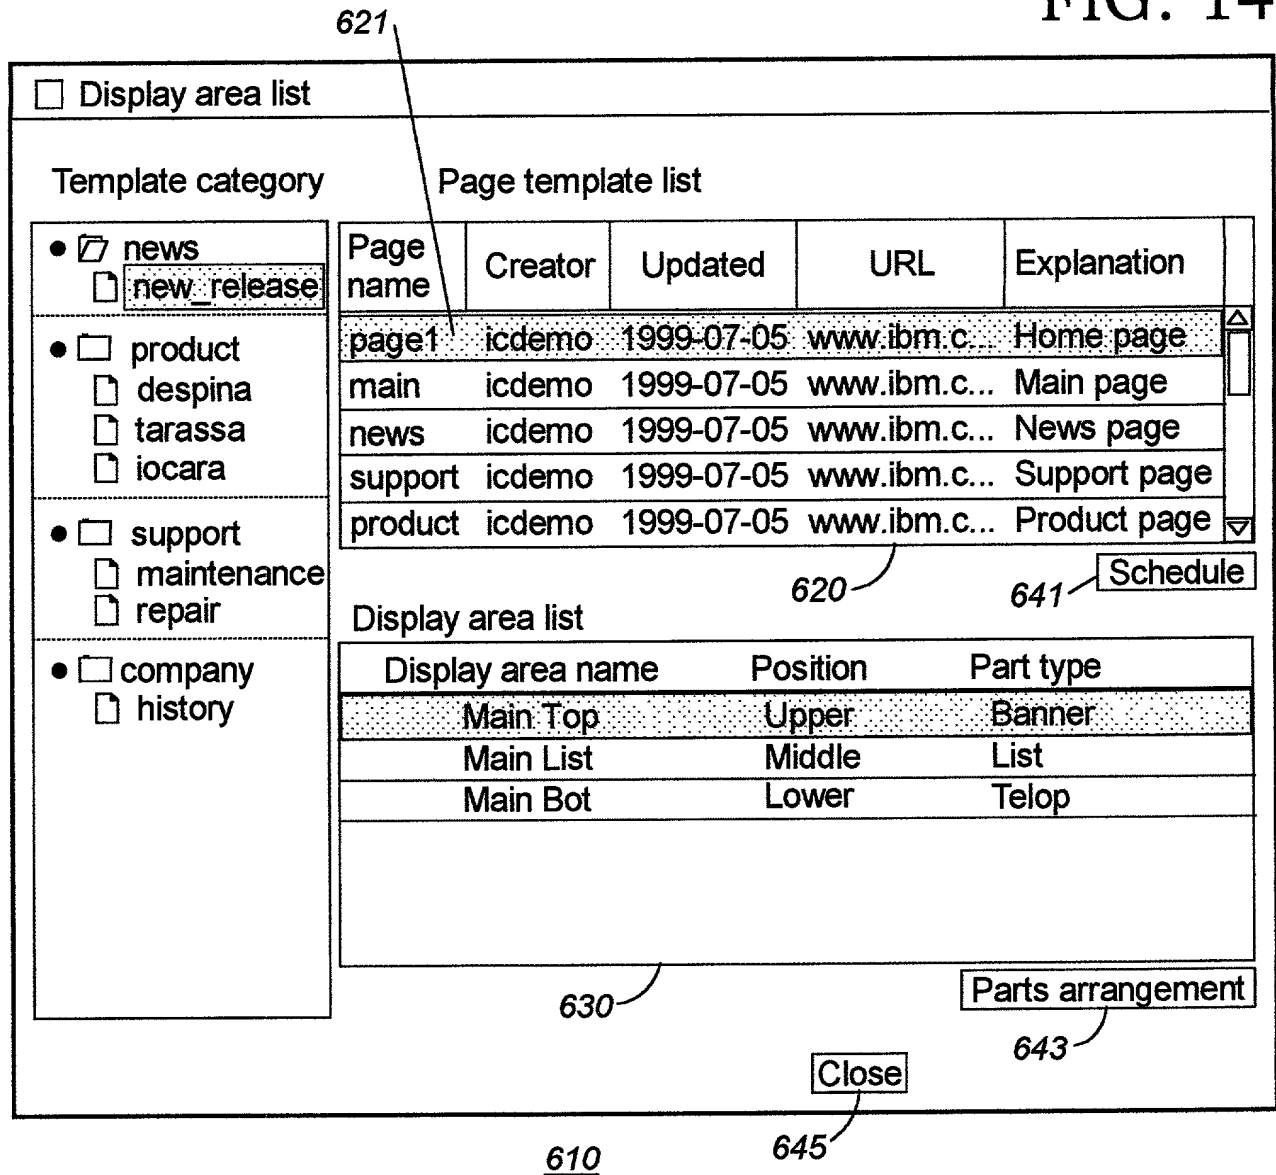 FIG. 14
621
Display area list
Template category
Page template list
news
new_release
product
despina
tarassa
iocara
support
maintenance
repair
company
history
Page name Creator Updated URL Explanation
page1 icdemo 1999-07-05 www.ibm.c... Home page
main icdemo 1999-07-05 www.ibm.c... Main page
news icdemo 1999-07-05 www.ibm.c... News page
support icdemo 1999-07-05 www.ibm.c... Support page
product icdemo 1999-07-05 www.ibm.c... Product page
620
641
Schedule
Display area list
Display area name Position Part type
Main Top Upper Banner
Main List Middle List
Main Bot Lower Telop
630
Parts arrangement
643
Close
645
610